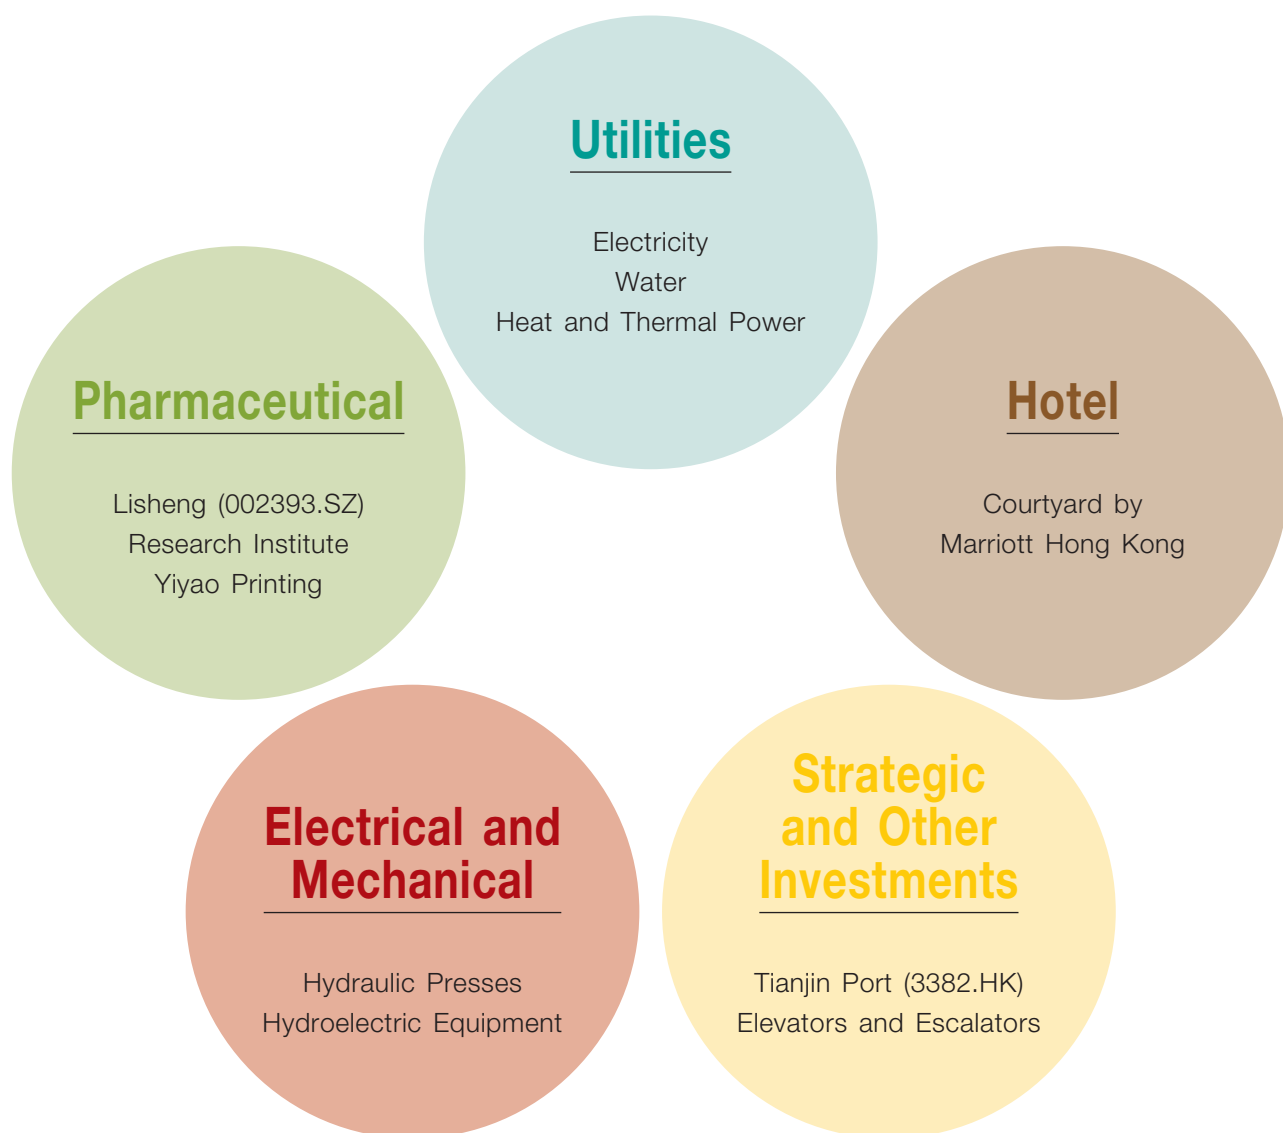 Utilities
Electricity
Water
Heat and Thermal Power
Pharmaceutical
Lisheng (002393.SZ)
Research Institute
Yiyao Printing
Hotel
Courtyard by
Marriott Hong Kong
Electrical and
Mechanical
Hydraulic Presses
Hydroelectric Equipment
Strategic
and Other
Investments
Tianjin Port (3382.HK)
Elevators and Escalators